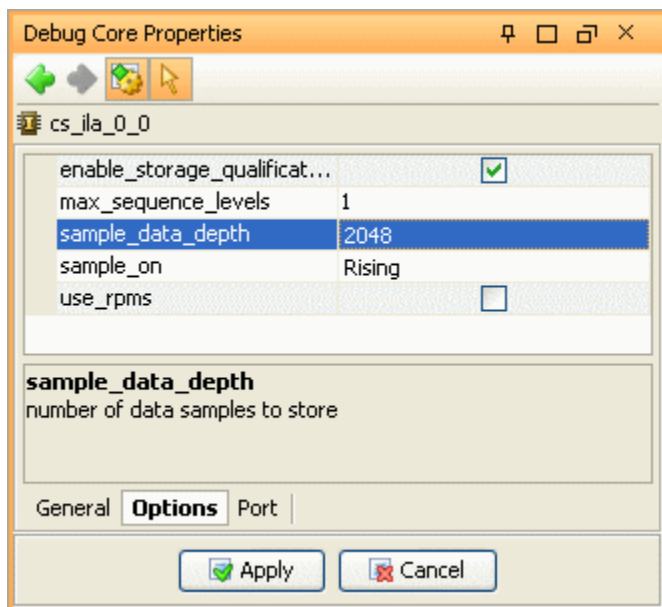 Debug Core Properties
cs_ila_0_0
enable_storage_qualificat...
max_sequence_levels 1
sample_data_depth 2048
sample_on Rising
use_rpms
sample_data_depth
number of data samples to store
General Options Port
Apply Cancel